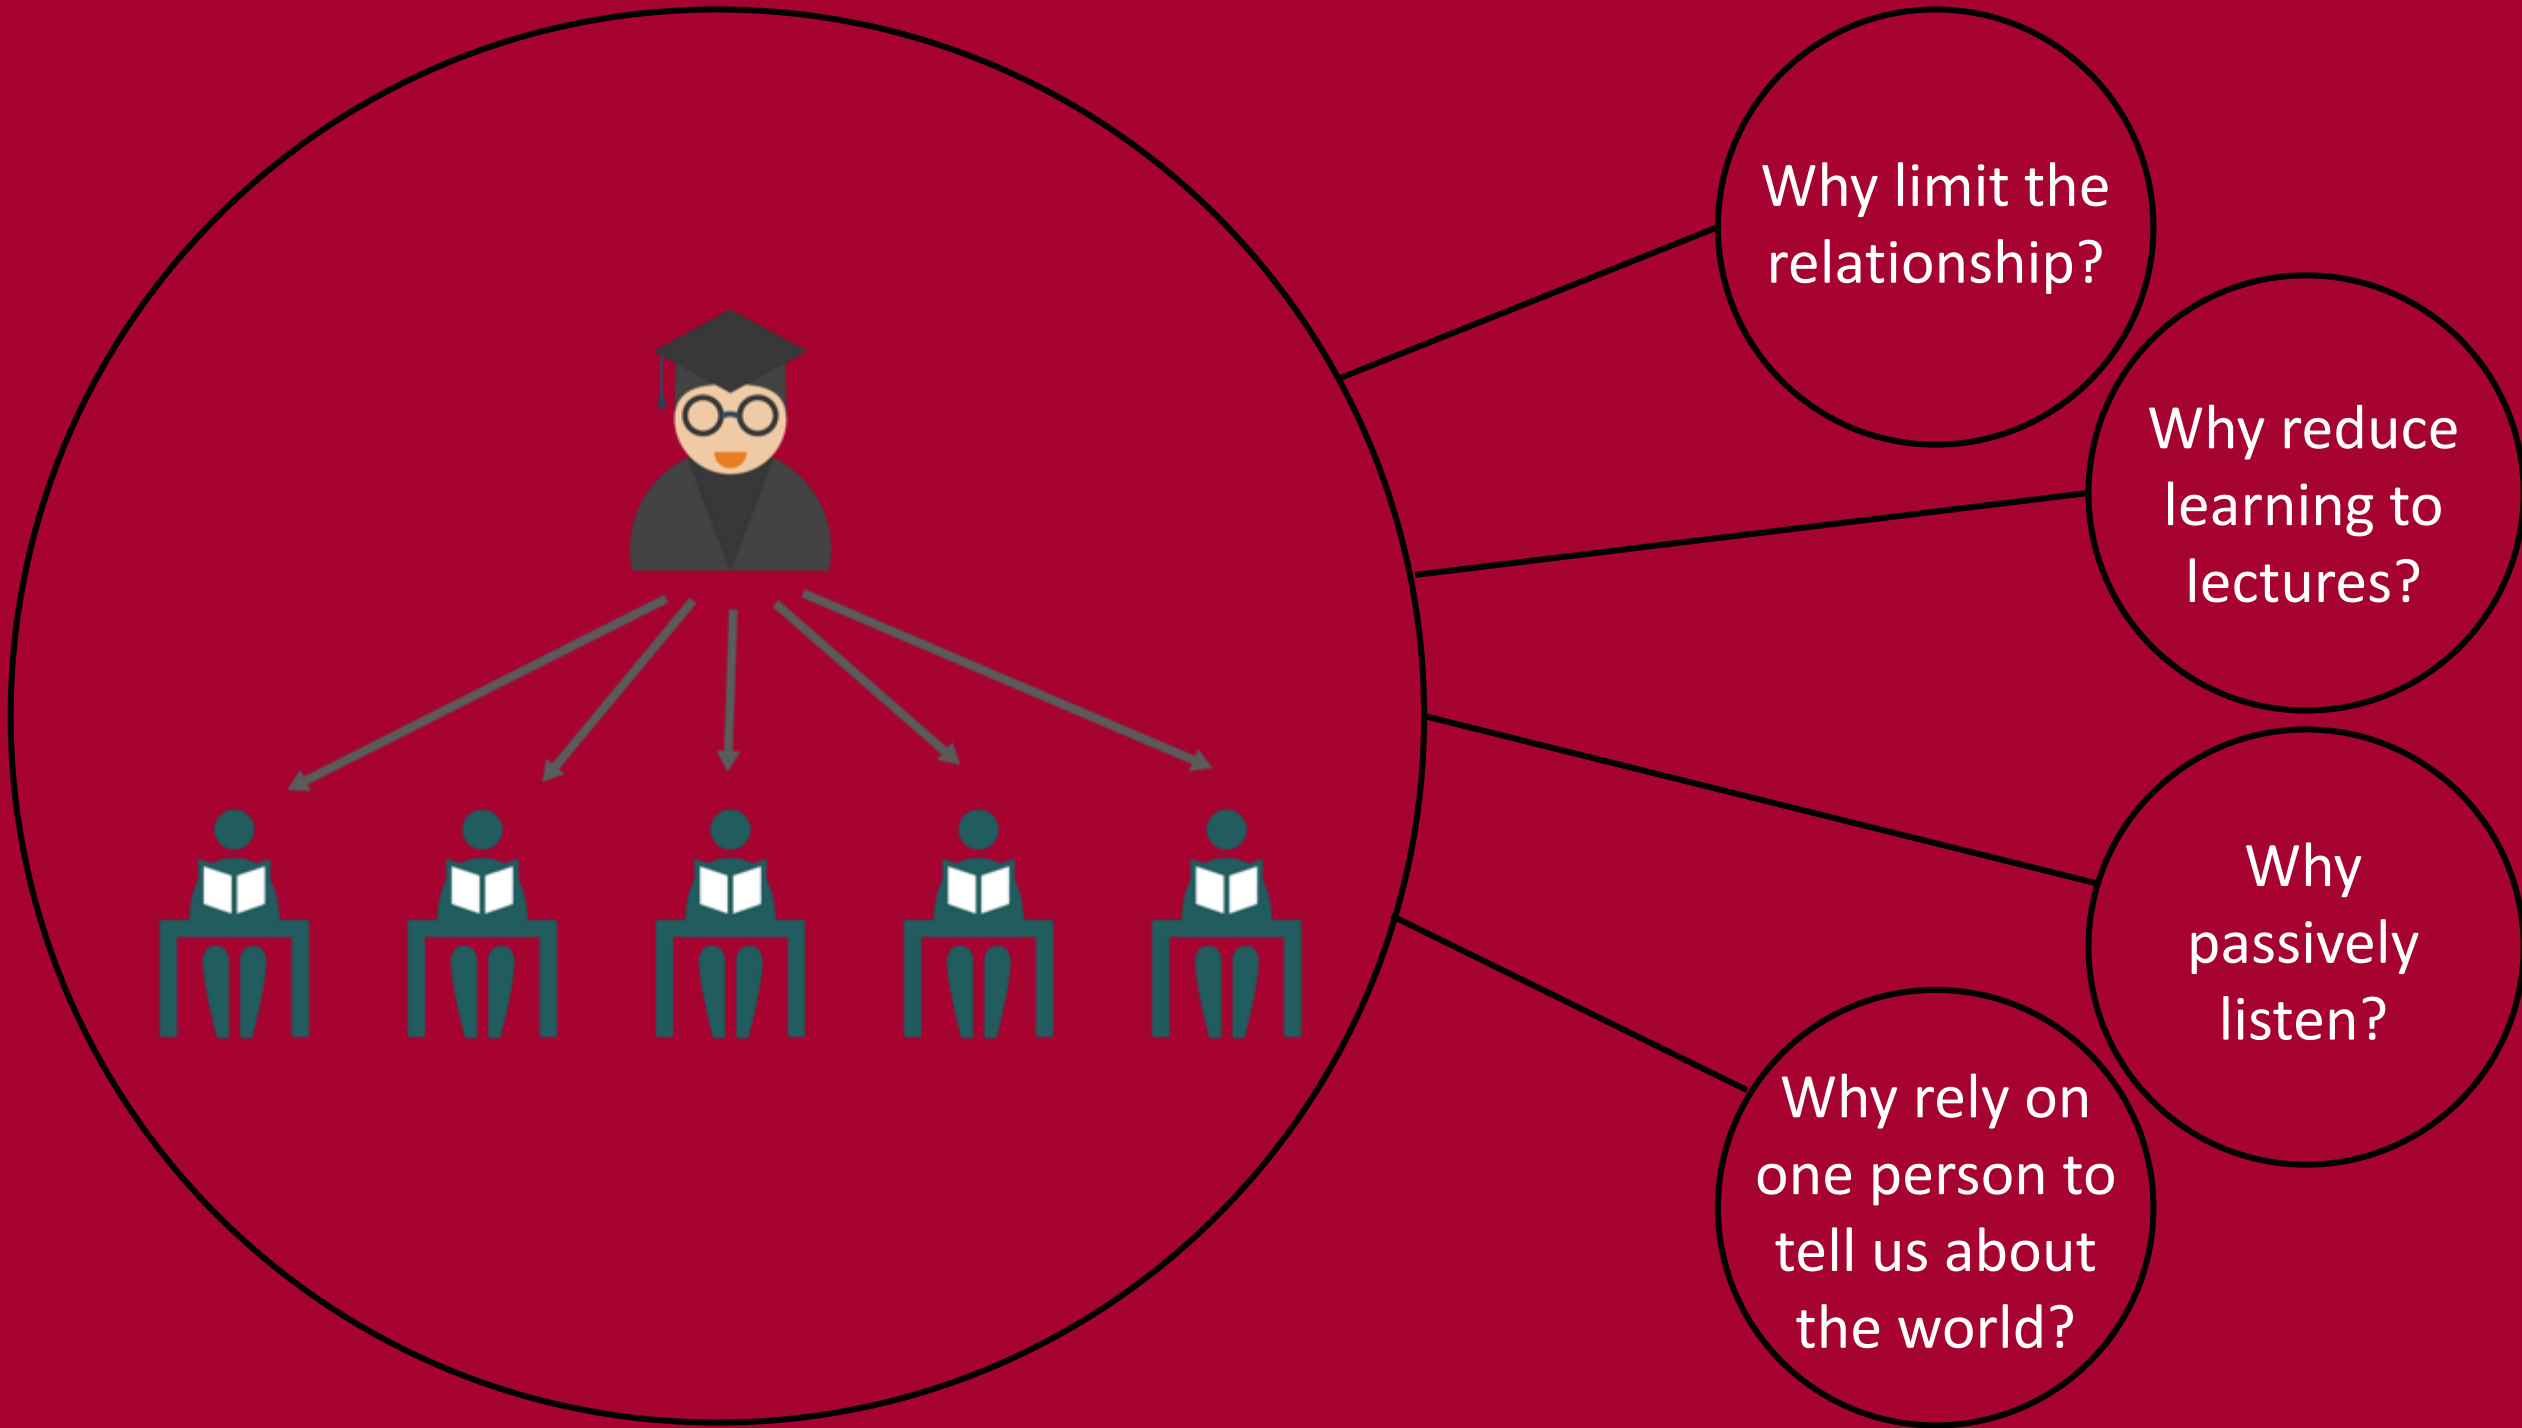 Why limit the
relationship?
Why reduce
learning to
lectures?
Why
passively
listen?
Why rely on
one person to
tell us about
the world?